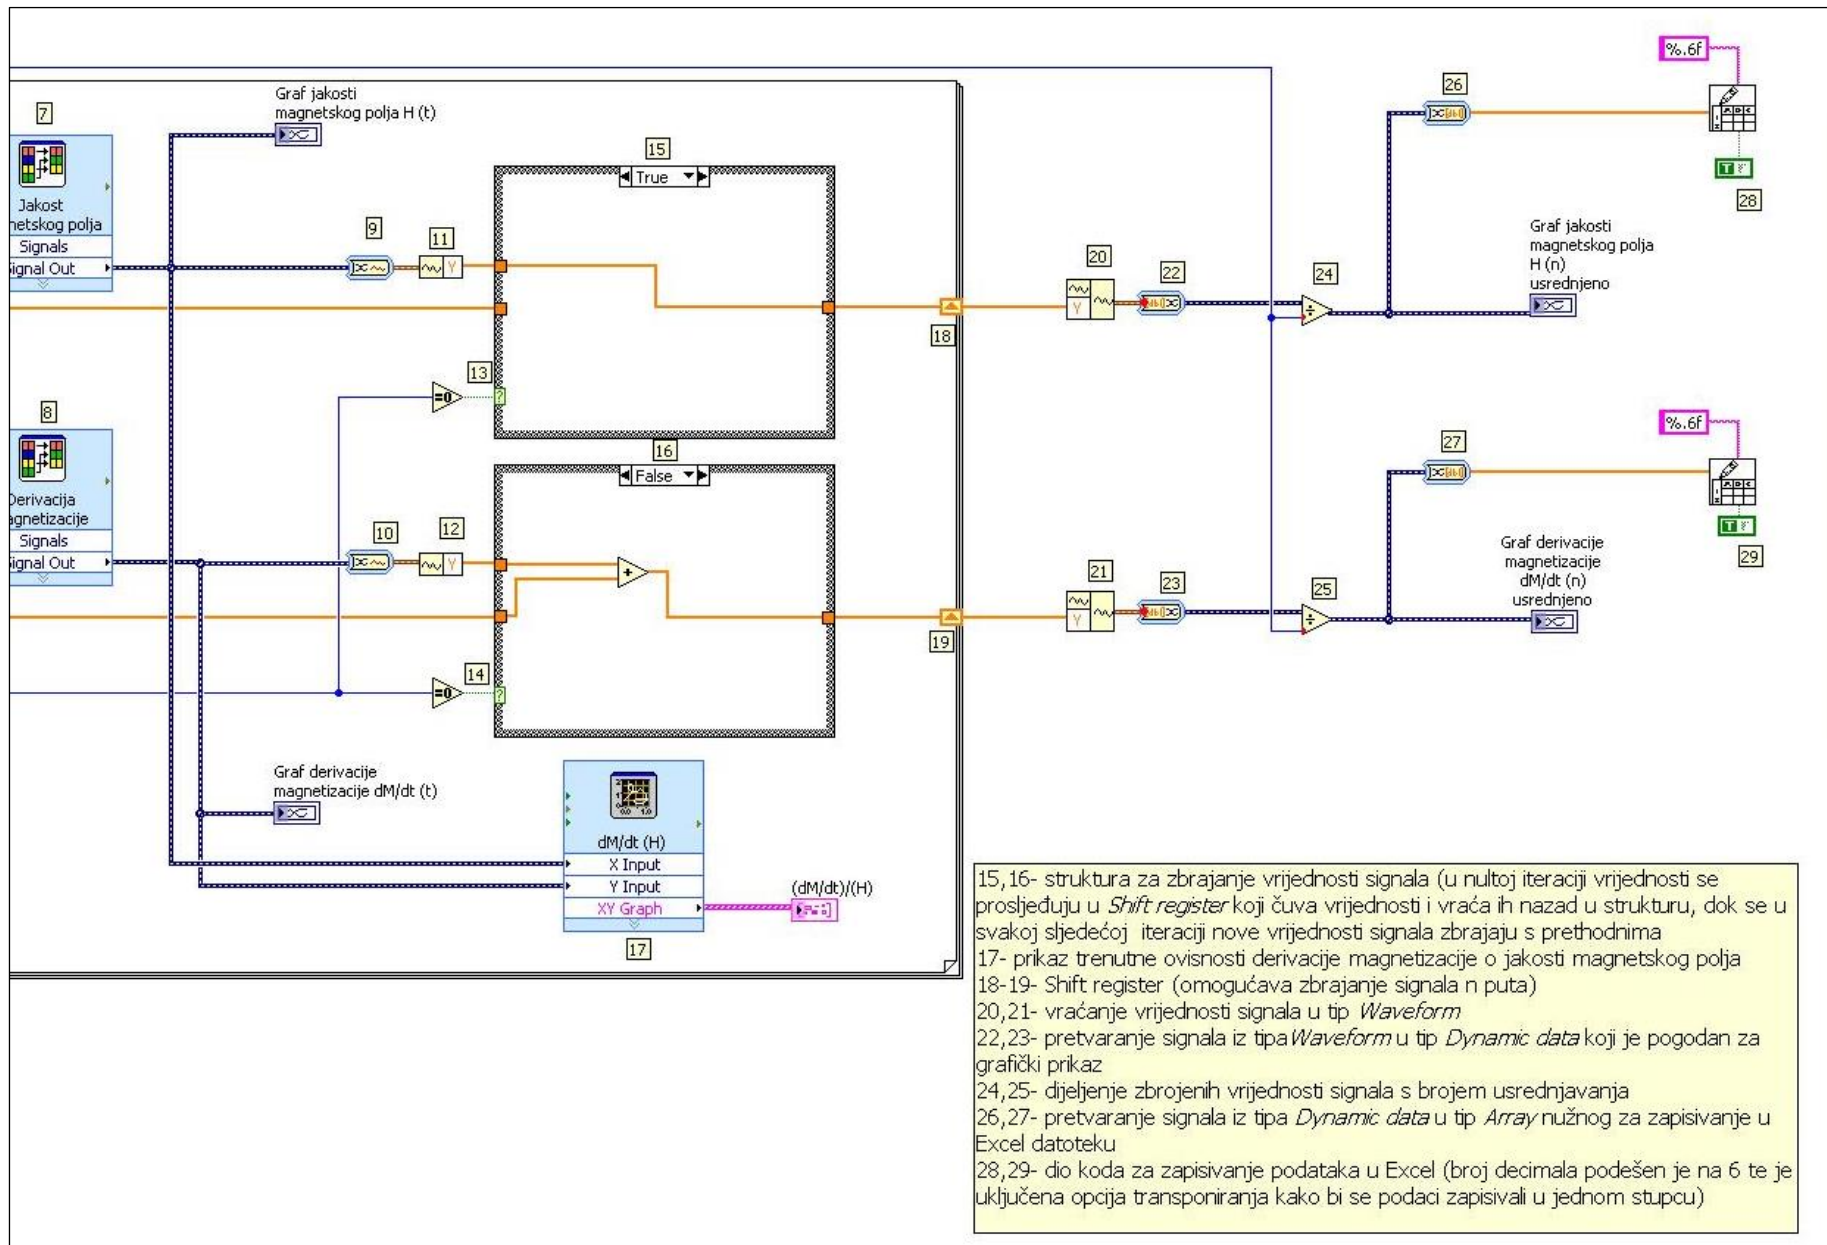 %.6f
26
28
7
Graf jakosti
magnetskog polja H (t)
Jakost
netskog polja
Signals
ignal Out
9
11
Y
15
True
13
=0
?
18
20
Y
22
24
Graf jakosti
magnetskog polja
H (n)
usrednjeno
8
Derivacija
agnetizacije
Signals
ignal Out
10
12
Y
16
False
+
14
=0
?
19
21
Y
23
25
%.6f
27
T
29
Graf derivacije
magnetizacije
dM/dt (n)
usrednjeno
Graf derivacije
magnetizacije dM/dt (t)
dM/dt (H)
X Input
Y Input
XY Graph
17
(dM/dt)/(H)
15,16- struktura za zbrajanje vrijednosti signala (u nultoj iteraciji vrijednosti se
prosljeđuju u Shift register koji čuva vrijednosti i vraća ih nazad u strukturu, dok se u
svakoj sljedećoj iteraciji nove vrijednosti signala zbrajaju s prethodnima
17- prikaz trenutne ovisnosti derivacije magnetizacije o jakosti magnetskog polja
18-19- Shift register (omogućava zbrajanje signala n puta)
20,21- vraćanje vrijednosti signala u tip Waveform
22,23- pretvaranje signala iz tipa Waveform u tip Dynamic data koji je pogodan za
grafički prikaz
24,25- dijeljenje zbrojenih vrijednosti signala s brojem usrednjavanja
26,27- pretvaranje signala iz tipa Dynamic data u tip Array nužnog za zapisivanje u
Excel datoteku
28,29- dio koda za zapisivanje podataka u Excel (broj decimala podešen je na 6 te je
uključena opcija transponiranja kako bi se podaci zapisivali u jednom stupcu)